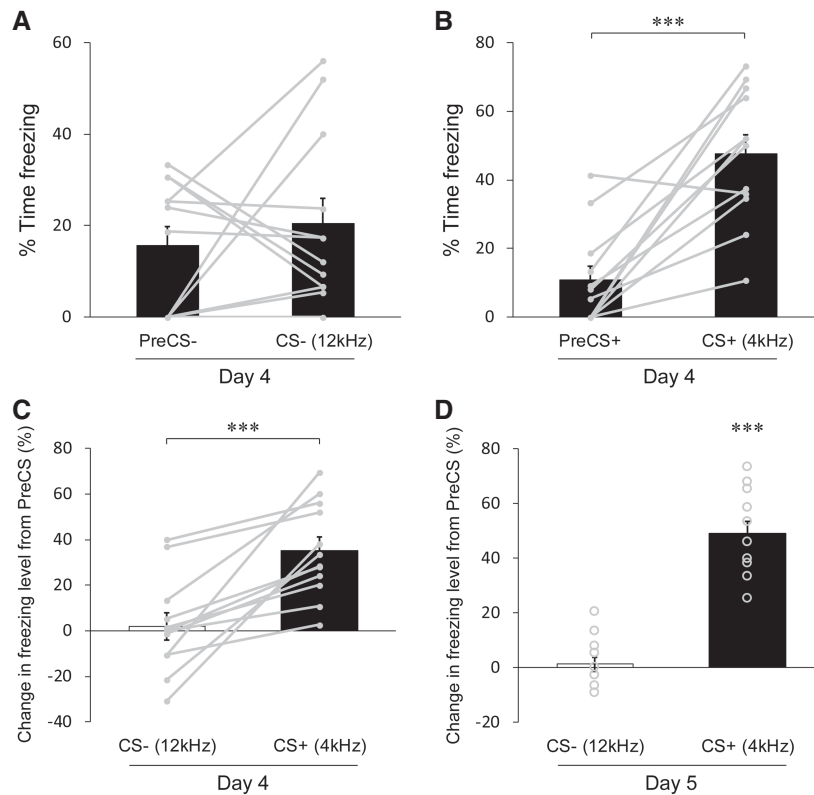 A
% Time freezing
60
40
20
0
PreCS-
CS- (12kHz)
Day 4
B
% Time freezing
***
80
60
40
20
0
PreCS+
CS+ (4kHz)
Day 4
C
Change in freezing level from PreCS (%)
***
80
60
40
20
0
-20
-40
CS- (12kHz)
CS+ (4kHz)
Day 4
D
Change in freezing level from PreCS (%)
***
80
60
40
20
0
-20
CS- (12kHz)
CS+ (4kHz)
Day 5